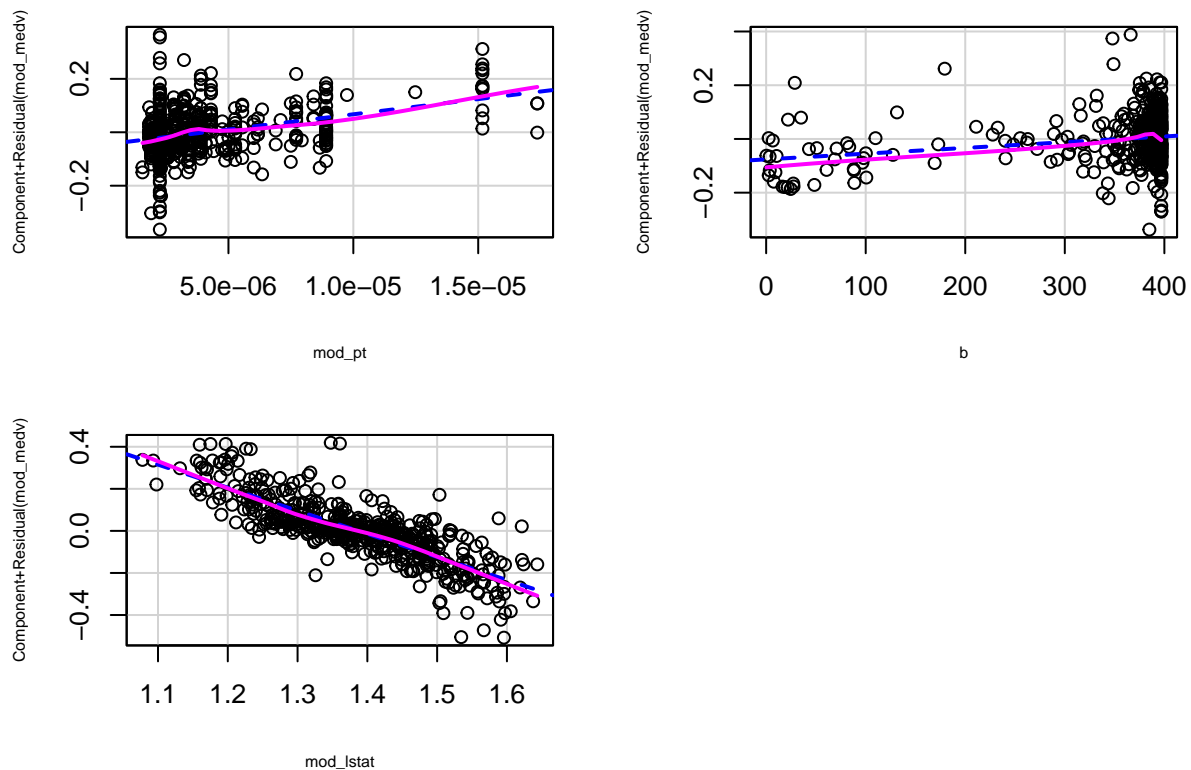 Component+Residual(mod_medv)
0.2
−0.2
5.0e−06 1.0e−05 1.5e−05
mod_pt
Component+Residual(mod_medv)
0.2
−0.2
0 100 200 300 400
b
Component+Residual(mod_medv)
0.4
0.0
−0.4
1.1 1.2 1.3 1.4 1.5 1.6
mod_lstat